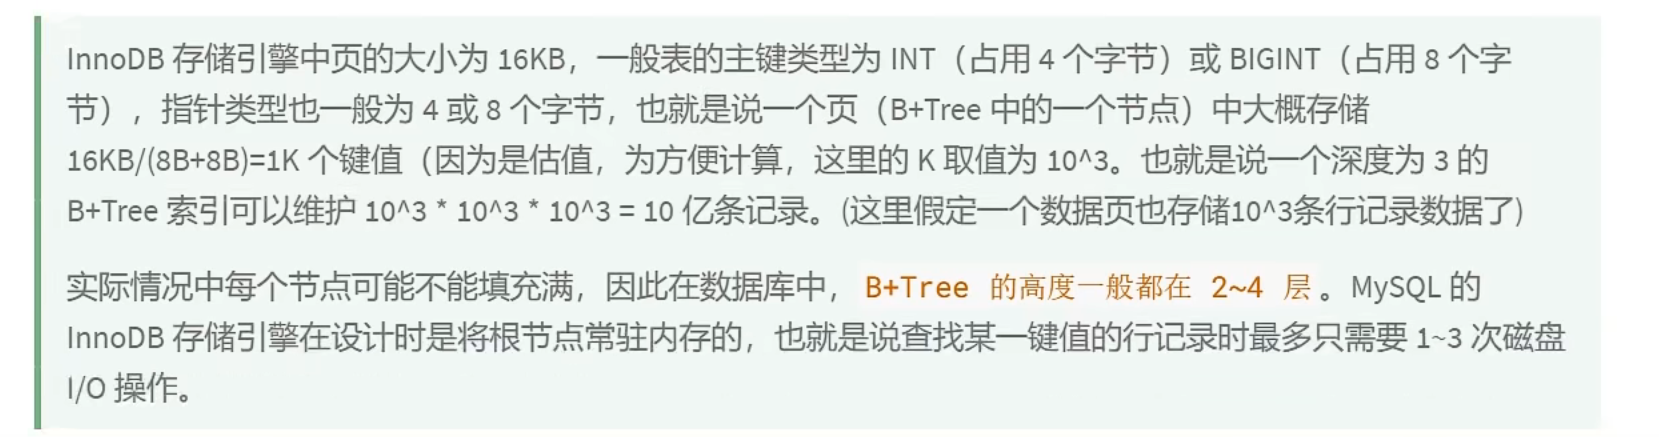 InnoDB 存储引擎中页的大小为 16KB，一般表的主键类型为 INT（占用 4 个字节）或 BIGINT（占用 8 个字
节），指针类型也一般为 4 或 8 个字节，也就是说一个页（B+Tree 中的一个节点）中大概存储
16KB/(8B+8B)=1K 个键值（因为是估值，为方便计算，这里的 K 取值为 10^3。也就是说一个深度为 3 的
B+Tree 索引可以维护 10^3 * 10^3 * 10^3 = 10 亿条记录。(这里假定一个数据页也存储10^3条行记录数据了)
实际情况中每个节点可能不能填充满，因此在数据库中， B+Tree 的高度一般都在 2~4 层。MySQL 的
InnoDB 存储引擎在设计时是将根节点常驻内存的，也就是说查找某一键值的行记录时最多只需要 1~3 次磁盘
I/O 操作。